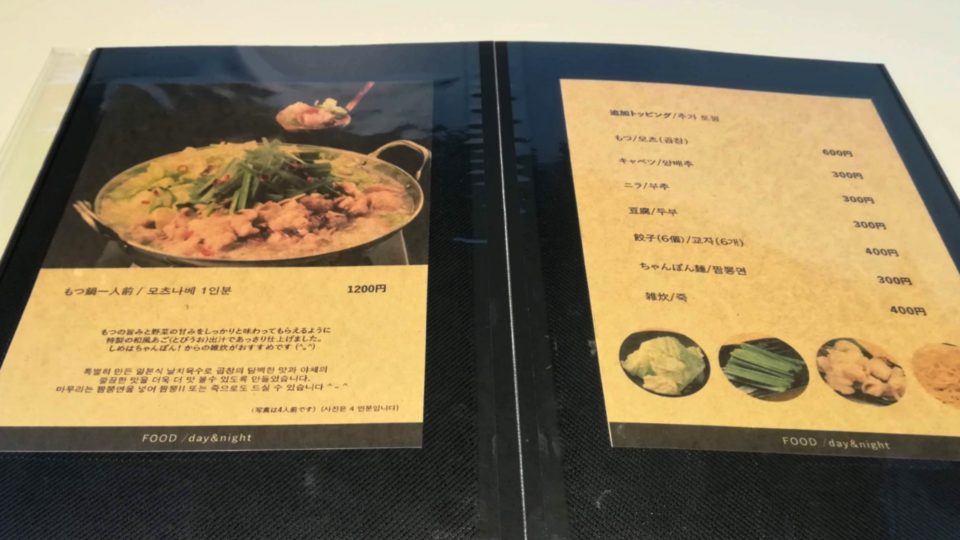 もつ鍋一人前 / 모츠나베 1인분 1200円
もつの旨みと野菜の甘みをしっかりと味わってもらえるように
特製の和風あご(とびうお)出汁であっさり仕上げました。
しめはちゃんぽん! からの雑炊がおすすめです (^｡^)
특별히 만든 일본식 날치육수로 곱창의 담백한 맛과 야채의
깔끔한 맛을 더욱 더 맛 볼수 있도록 만들었습니다.
마무리는 짬뽕면을 넣어 짬뽕!! 또는 죽으로도 드실 수 있습니다 ^ - ^
(写真は4人前です) (사진은 4 인분입니다)
FOOD /day&night
追加トッピング/추가 토핑
もつ/모츠(곱창) 600円
キャベツ/양배추 300円
ニラ/부추 300円
豆腐/두부 300円
餃子(6個)/교자(6개) 400円
ちゃんぽん麺/짬뽕면 300円
雑炊/죽 400円
FOOD /day&night